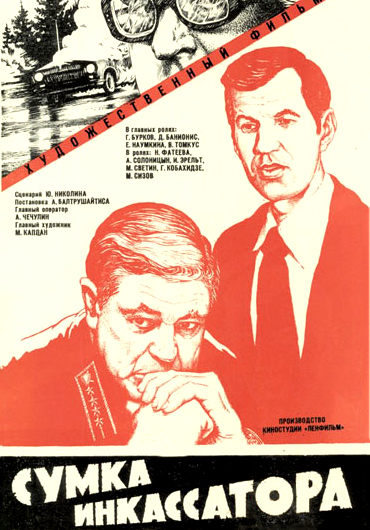 ХУДОЖЕСТВЕННЫЙ ФИЛЬМ
В главных ролях:
Г. БУРКОВ, Д. БАНИОНИС,
Е. НАУМКИНА, В. ТОМКУС
В ролях: Н. ФАТЕЕВА,
А. СОЛОНИЦЫН, И. ЭРЕЛЬТ,
М. СВЕТИН, Г. КОБАХИДЗЕ,
М. СИЗОВ
Сценарий Ю. НИКОЛИНА
Постановка А. БАЛТРУШАЙТИСА
Главный оператор
А. ЧЕЧУЛИН
Главный художник
М. КАПЛАН
ПРОИЗВОДСТВО
КИНОСТУДИИ «ЛЕНФИЛЬМ»
СУМКА
ИНКАССАТОРА